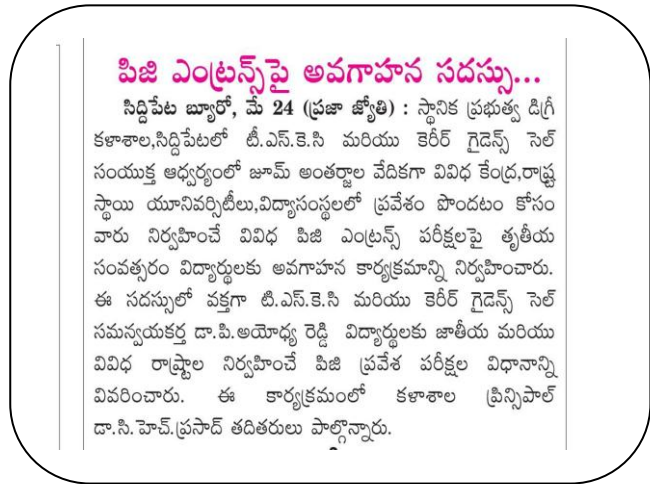 పిజి ఎంట్రన్స్‌పై అవగాహన సదస్సు...
సిద్దిపేట బ్యూరో, మే 24 (ప్రజా జ్యోతి) : స్థానిక ప్రభుత్వ డిగ్రీ
కళాశాల,సిద్దిపేటలో టీ.ఎస్.కె.సి మరియు కెరీర్ గైడెన్స్ సెల్
సంయుక్త ఆధ్వర్యంలో జూమ్ అంతర్జాల వేదికగా వివిధ కేంద్ర,రాష్ట్ర
స్థాయి యూనివర్సిటీలు,విద్యాసంస్థలలో ప్రవేశం పొందటం కోసం
వారు నిర్వహించే వివిధ పిజి ఎంట్రన్స్ పరీక్షలపై తృతీయ
సంవత్సరం విద్యార్థులకు అవగాహన కార్యక్రమాన్ని నిర్వహించారు.
ఈ సదస్సులో వక్తగా టి.ఎస్.కె.సి మరియు కెరీర్ గైడెన్స్ సెల్
సమన్వయకర్త డా.పి.అయోధ్య రెడ్డి విద్యార్థులకు జాతీయ మరియు
వివిధ రాష్ట్రాల నిర్వహించే పిజి ప్రవేశ పరీక్షల విధానాన్ని
వివరించారు. ఈ కార్యక్రమంలో కళాశాల ప్రిన్సిపాల్
డా.సి.హెచ్.ప్రసాద్ తదితరులు పాల్గొన్నారు.